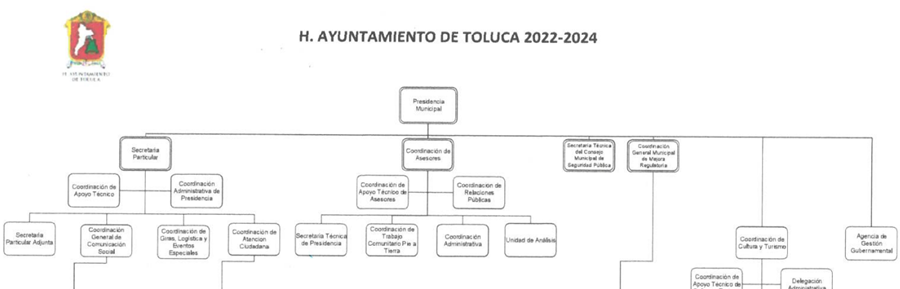 H. AYUNTAMIENTO DE TOLUCA 2022-2024
H. AYUNTAMIENTO
DE TOLUCA
Presidencia
Municipal
Secretaria
Particular
Coordinación de
Asesores
Secretaria Técnica
del Consejo
Municipal de
Seguridad Pública
Coordinación
General Municipal
de Mejora
Regulatoria
Coordinación de
Apoyo Técnico
Coordinación
Administrativa de
Presidencia
Coordinación de
Apoyo Técnico de
Asesores
Coordinación de
Relaciones
Públicas
Secretaria
Particular Adjunta
Coordinación
General de
Comunicación
Social
Coordinación de
Giras, Logística y
Eventos
Especiales
Coordinación de
Atención
Ciudadana
Secretaria Técnica
de Presidencia
Coordinación de
Trabajo
Comunitario Pie a
Tierra
Coordinación
Administrativa
Unidad de Análisis
Coordinación de
Cultura y Turismo
Agencia de
Gestión
Gubernamental
Coordinación de
Apoyo Técnico de
Delegación
Administrativa